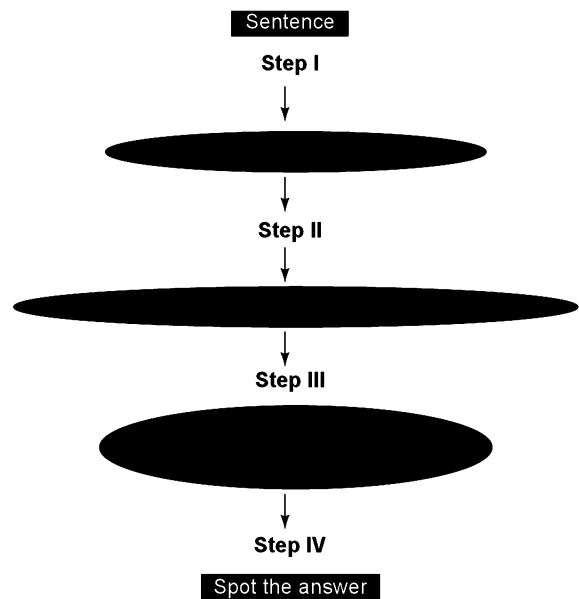 Sentence
Step I
Step II
Step III
Step IV
Spot the answer